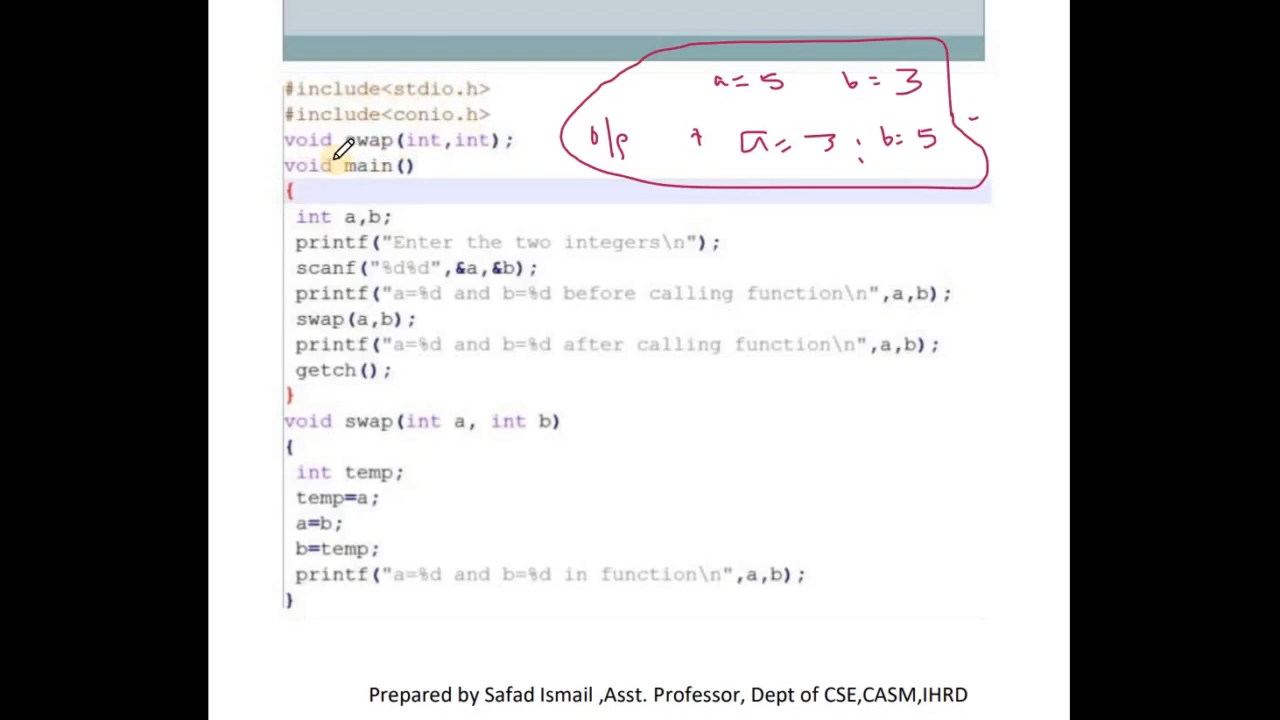 a = 5 b = 3
#include<stdio.h>
#include<conio.h>
o/p a = 3 ; b = 5
void swap(int,int);
void main()
{
int a,b;
printf("Enter the two integers\n");
scanf("%d%d",&a,&b);
printf("a=%d and b=%d before calling function\n",a,b);
swap(a,b);
printf("a=%d and b=%d after calling function\n",a,b);
getch();
}
void swap(int a, int b)
{
int temp;
temp=a;
a=b;
b=temp;
printf("a=%d and b=%d in function\n",a,b);
}
Prepared by Safad Ismail ,Asst. Professor, Dept of CSE,CASM,IHRD